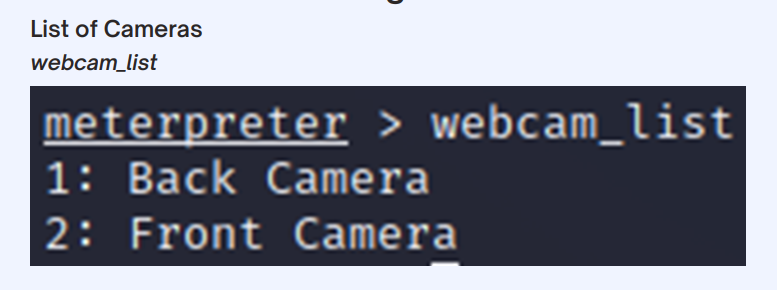 List of Cameras
webcam_list
meterpreter > webcam_list
1: Back Camera
2: Front Camera